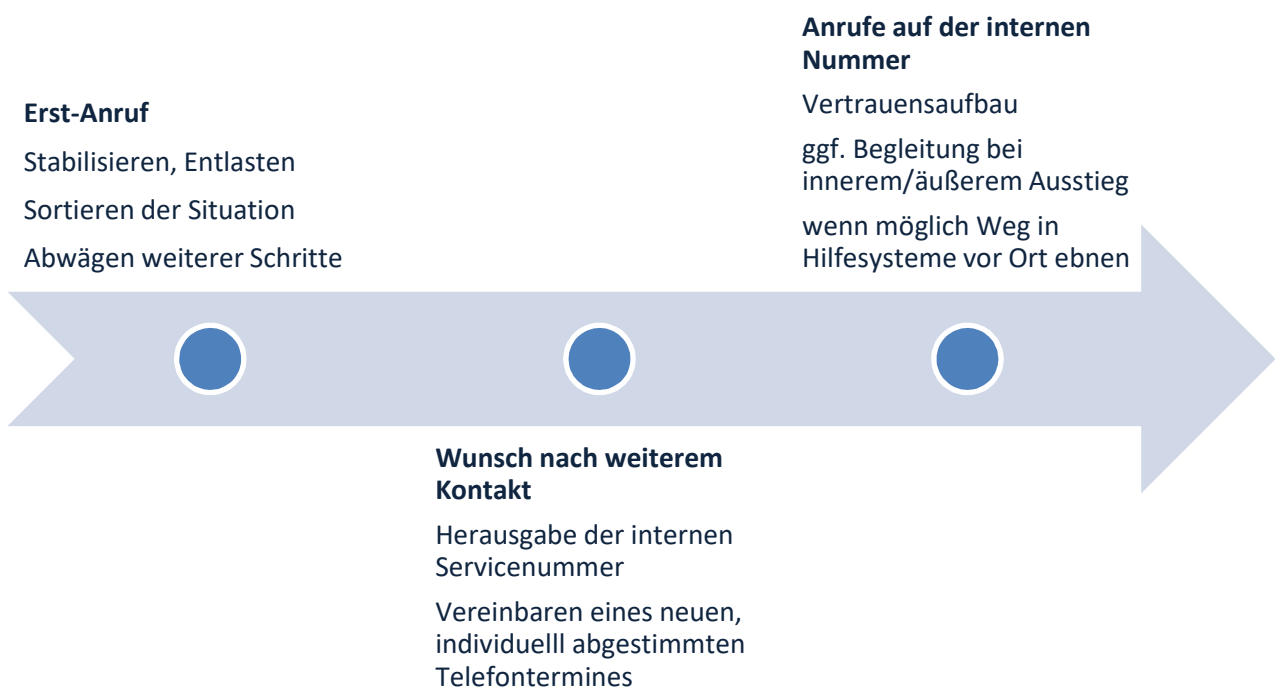 Erst-Anruf
Stabilisieren, Entlasten
Sortieren der Situation
Abwägen weiterer Schritte
Wunsch nach weiterem
Kontakt
Herausgabe der internen
Servicenummer
Vereinbaren eines neuen,
individuelll abgestimmten
Telefontermines
Anrufe auf der internen
Nummer
Vertrauensaufbau
ggf. Begleitung bei
innerem/äußerem Ausstieg
wenn möglich Weg in
Hilfesysteme vor Ort ebnen